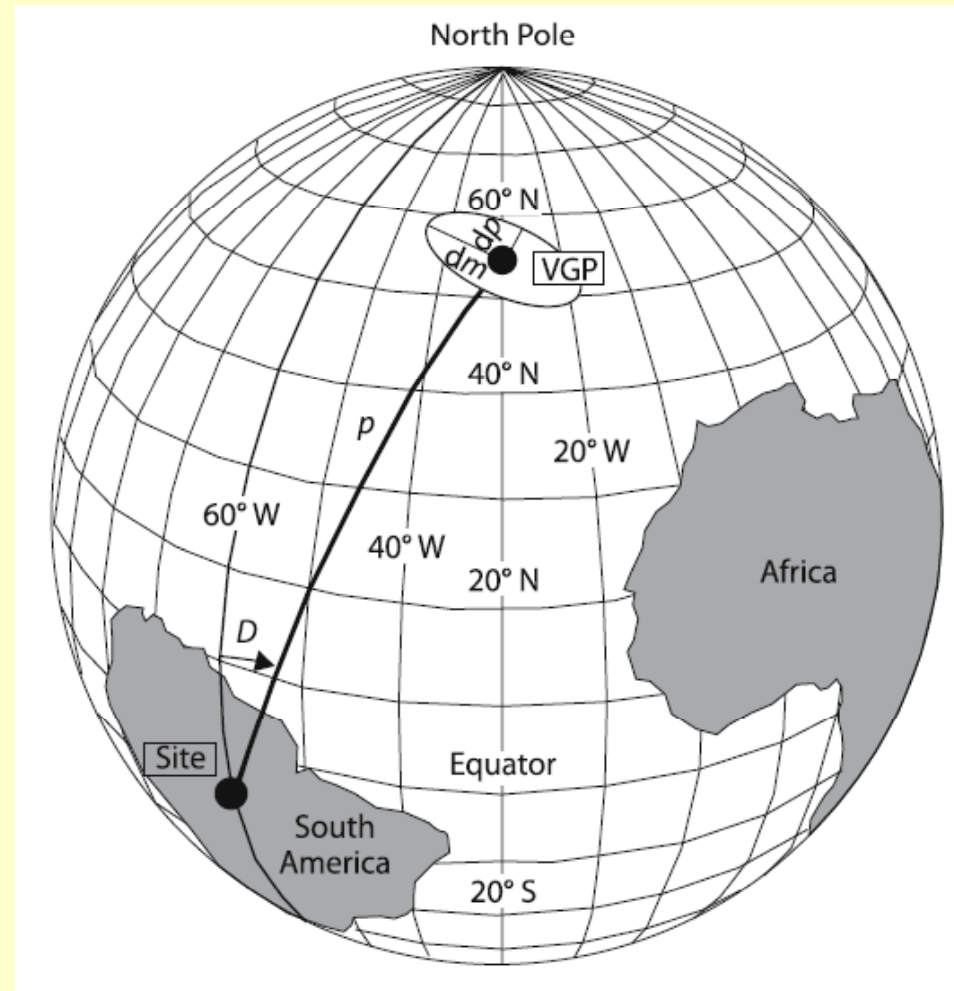 North Pole
60° N
dp
dm
VGP
40° N
p
20° W
60° W
40° W
20° N
Africa
D
Site
Equator
South
America
20° S